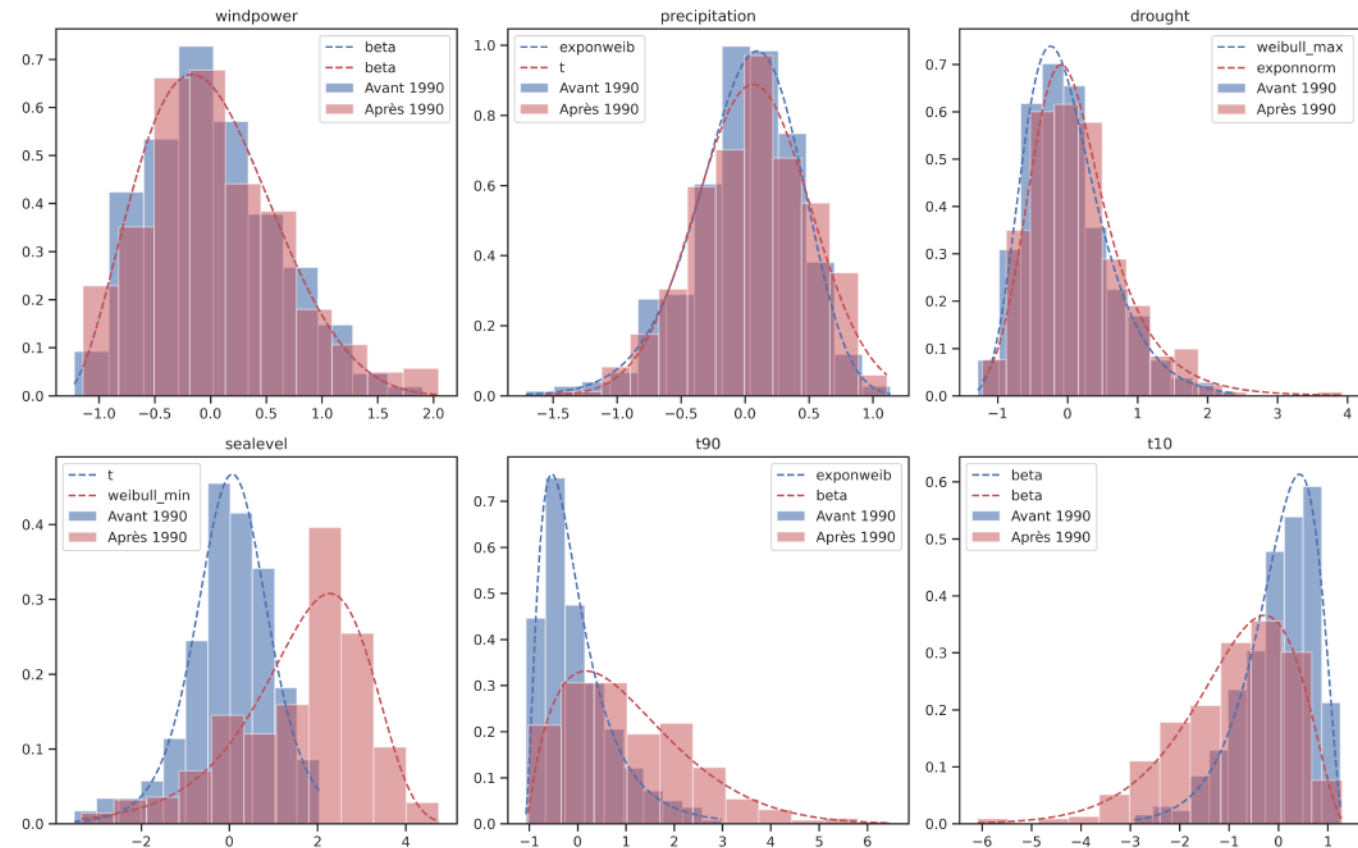 windpower
beta
beta
Avant 1990
Après 1990
0.7
0.6
0.5
0.4
0.3
0.2
0.1
0.0
−1.0 −0.5 0.0 0.5 1.0 1.5 2.0
precipitation
exponweib
t
Avant 1990
Après 1990
1.0
0.8
0.6
0.4
0.2
0.0
−1.5 −1.0 −0.5 0.0 0.5 1.0
drought
weibull_max
exponnorm
Avant 1990
Après 1990
0.7
0.6
0.5
0.4
0.3
0.2
0.1
0.0
−1 0 1 2 3 4
sealevel
t
weibull_min
Avant 1990
Après 1990
0.4
0.3
0.2
0.1
0.0
−2 0 2 4
t90
exponweib
beta
Avant 1990
Après 1990
0.7
0.6
0.5
0.4
0.3
0.2
0.1
0.0
−1 0 1 2 3 4 5 6
t10
beta
beta
Avant 1990
Après 1990
0.6
0.5
0.4
0.3
0.2
0.1
0.0
−6 −5 −4 −3 −2 −1 0 1